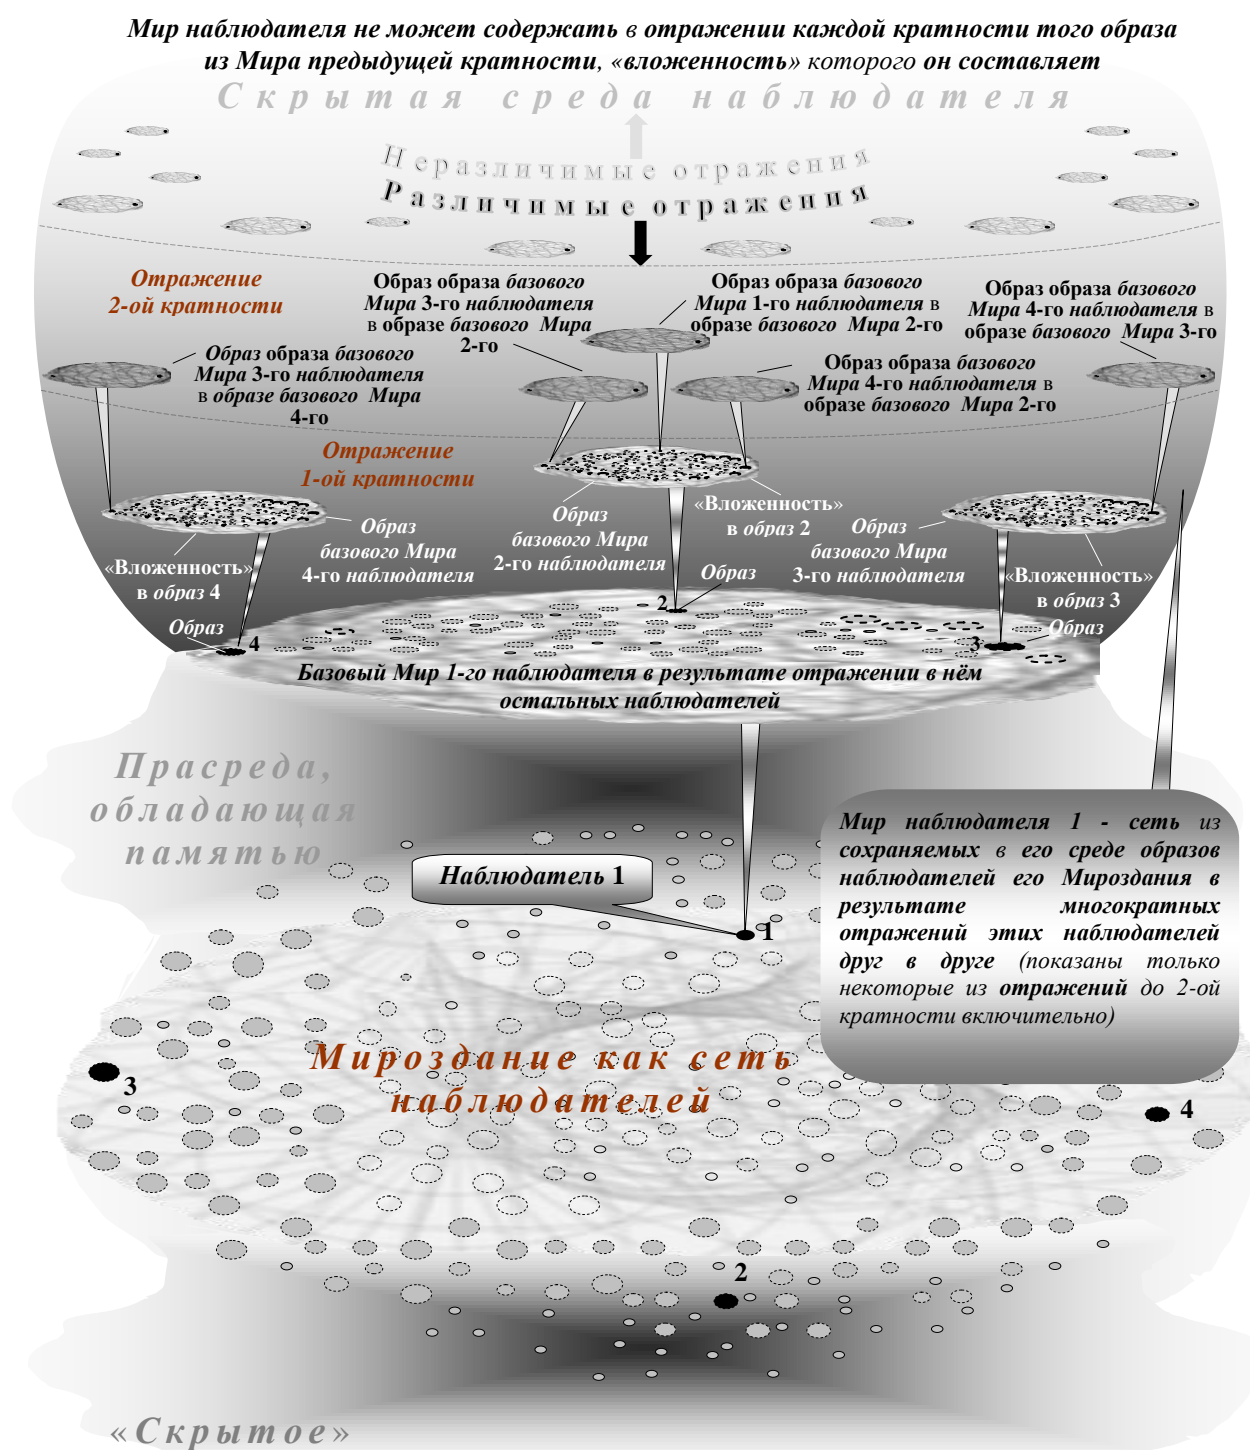 Мир наблюдателя не может содержать в отражении каждой кратности того образа
из Мира предыдущей кратности, «вложенность» которого он составляет
Скрытая среда наблюдателя
Неразличимые отражения
Различимые отражения
Отражение
2-ой кратности
Образ образа базового
Мира 3-го наблюдателя
в образе базового Мира
2-го
Образ образа базового
Мира 1-го наблюдателя в
образе базового Мира 2-го
Образ образа базового
Мира 4-го наблюдателя в
образе базового Мира 3-го
Образ образа базового
Мира 3-го наблюдателя
в образе базового Мира
4-го
Образ образа базового
Мира 4-го наблюдателя в
образе базового Мира 2-го
Отражение
1-ой кратности
«Вложенность»
в образ 4
Образ
базового Мира
4-го наблюдателя
Образ
базового Мира
2-го наблюдателя
«Вложенность»
в образ 2
Образ
базового Мира
3-го наблюдателя
«Вложенность»
в образ 3
Образ
Образ
Образ
2
4
3
Базовый Мир 1-го наблюдателя в результате отражении в нём
остальных наблюдателей
Прасреда,
обладающая
памятью
Наблюдатель 1
1
Мир наблюдателя 1 - сеть из
сохраняемых в его среде образов
наблюдателей его Мироздания в
результате многократных
отражений этих наблюдателей
друг в друге (показаны только
некоторые из отражений до 2-ой
кратности включительно)
Мироздание как сеть
наблюдателей
3
4
2
«Скрытое»